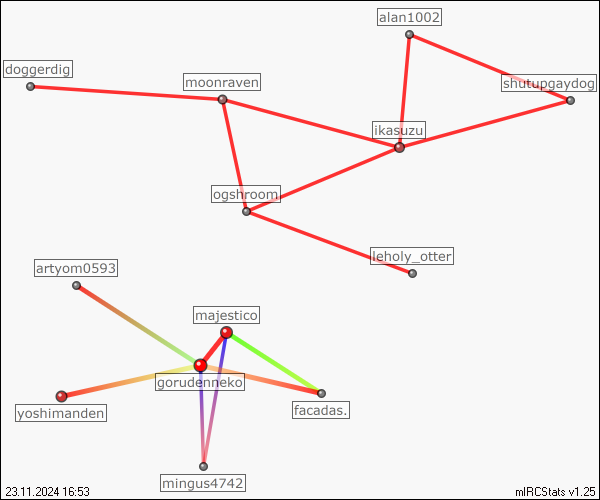 alan1002
doggerdig
moonraven
shutupgaydog
ikasuzu
ogshroom
leholy_otter
artyom0593
majestico
gorudenneko
yoshimanden
facadas.
mingus4742
23.11.2024 16:53
mIRCStats v1.25